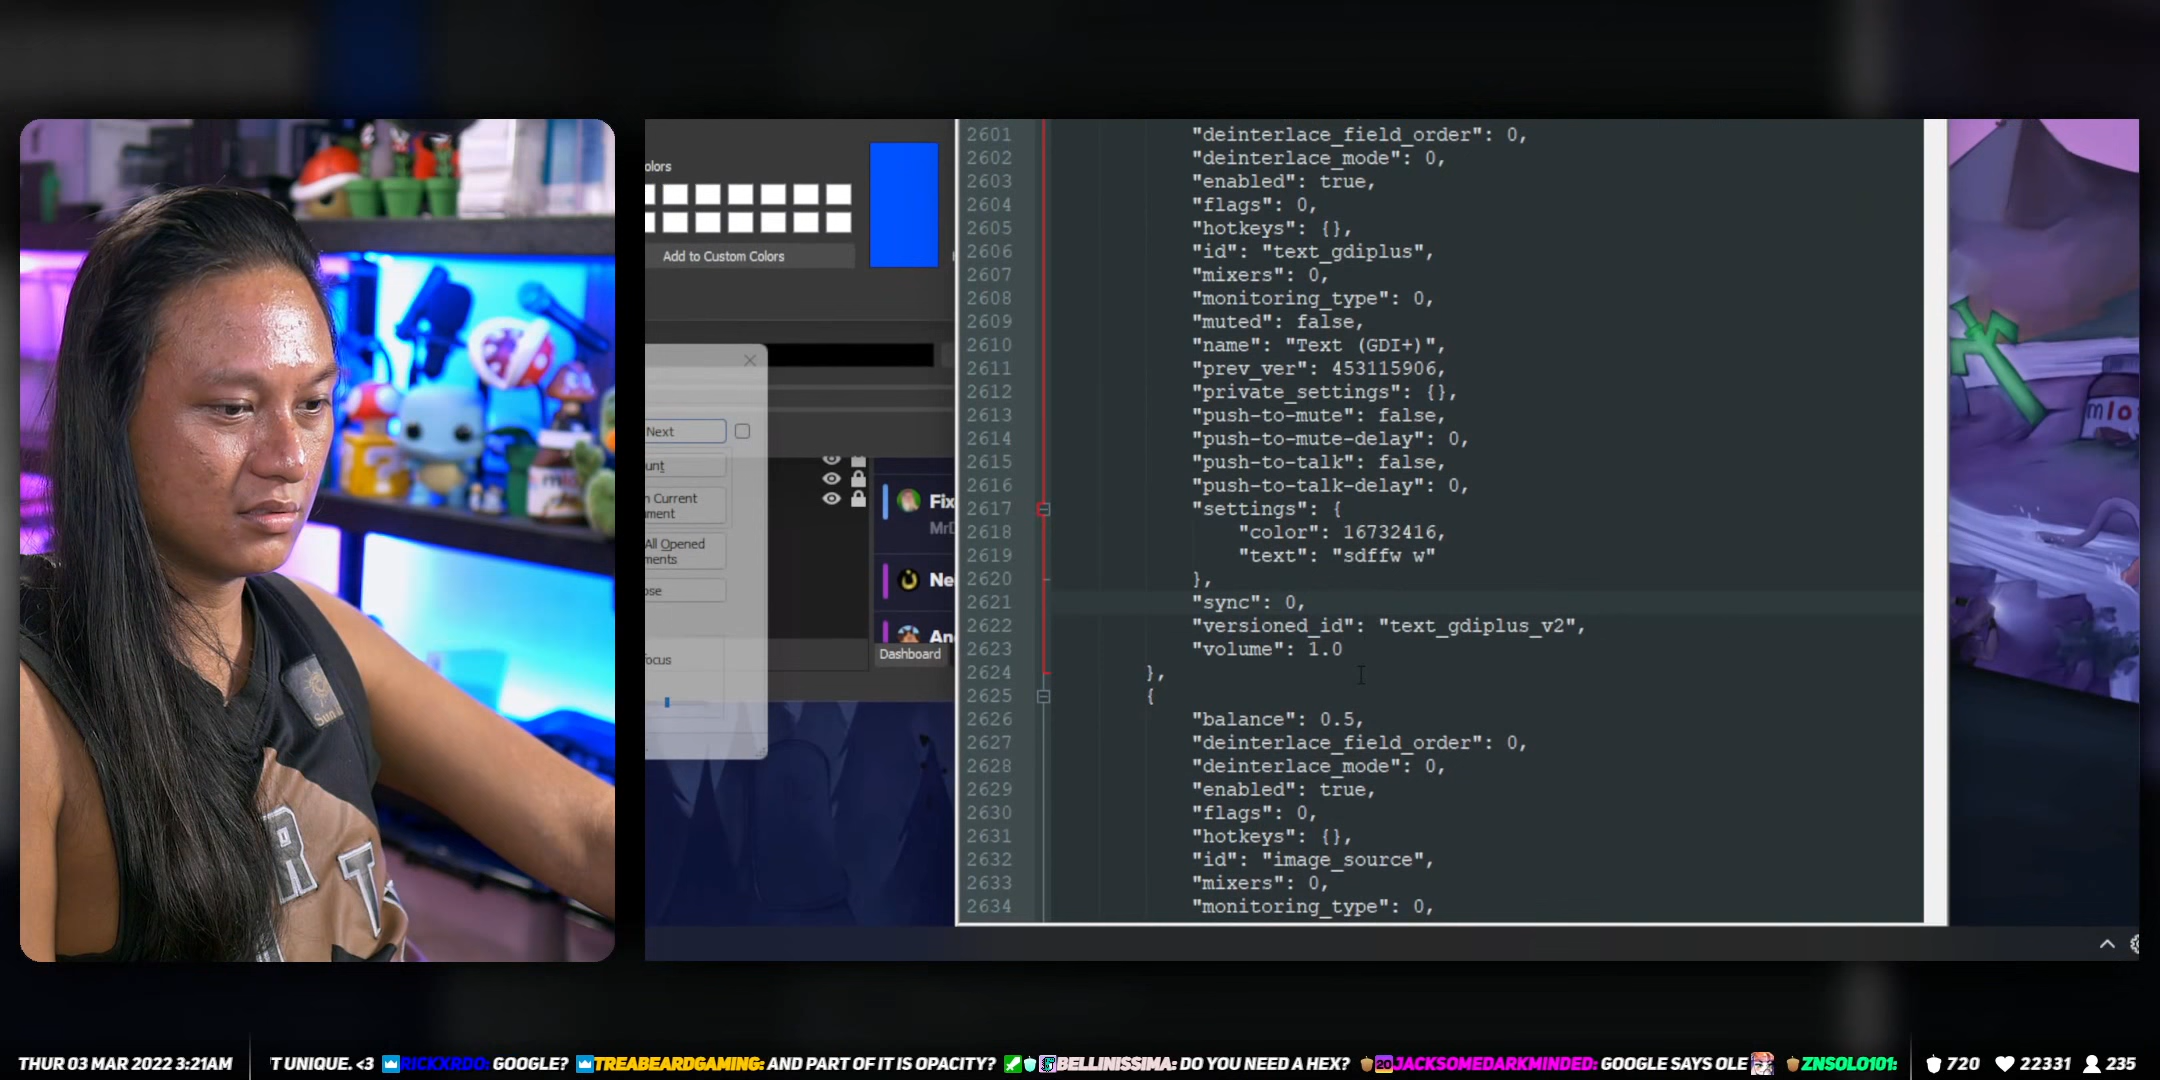 olors
Add to Custom Colors
Next
unt
n Current
ment
All Opened
ments
ose
ocus
Fix
MrD
Ne
An
Dashboard
2601 "deinterlace_field_order": 0,
2602 "deinterlace_mode": 0,
2603 "enabled": true,
2604 "flags": 0,
2605 "hotkeys": {},
2606 "id": "text_gdiplus",
2607 "mixers": 0,
2608 "monitoring_type": 0,
2609 "muted": false,
2610 "name": "Text (GDI+)",
2611 "prev_ver": 453115906,
2612 "private_settings": {},
2613 "push-to-mute": false,
2614 "push-to-mute-delay": 0,
2615 "push-to-talk": false,
2616 "push-to-talk-delay": 0,
2617 "settings": {
2618 "color": 16732416,
2619 "text": "sdffw w"
2620 },
2621 "sync": 0,
2622 "versioned_id": "text_gdiplus_v2",
2623 "volume": 1.0
2624 },
2625 {
2626 "balance": 0.5,
2627 "deinterlace_field_order": 0,
2628 "deinterlace_mode": 0,
2629 "enabled": true,
2630 "flags": 0,
2631 "hotkeys": {},
2632 "id": "image_source",
2633 "mixers": 0,
2634 "monitoring_type": 0,
mlo
Sun
R T
THUR 03 MAR 2022 3:21AM
'T UNIQUE. <3 RICKXRDO: GOOGLE? TREABEARDGAMING: AND PART OF IT IS OPACITY? BELLINISSIMA: DO YOU NEED A HEX? 20 JACKSOMEDARKMINDED: GOOGLE SAYS OLE ZNSOLO101:
720 22331 235